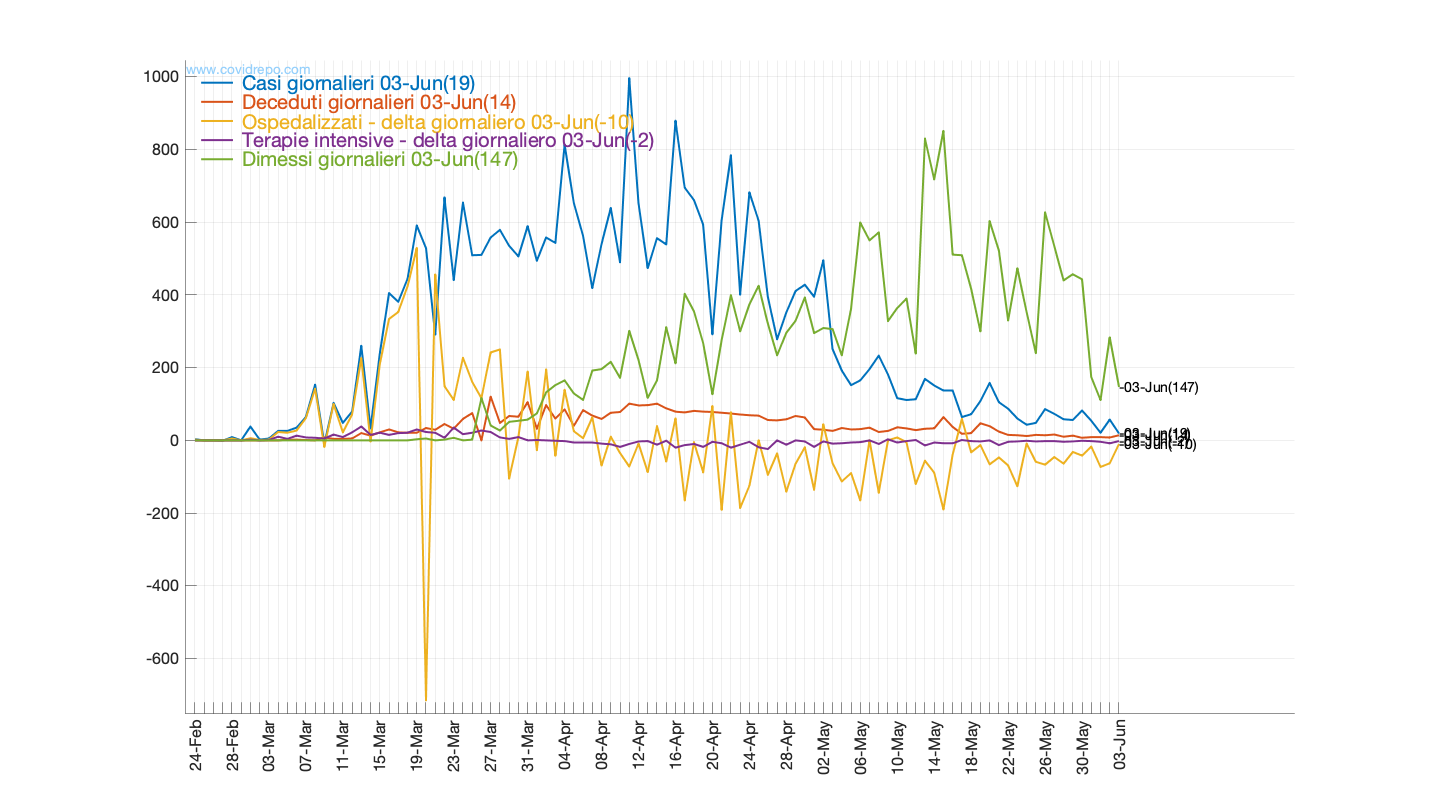 www.covidrepo.com
Casi giornalieri 03-Jun(19)
Deceduti giornalieri 03-Jun(14)
Ospedalizzati - delta giornaliero 03-Jun(-10)
Terapie intensive - delta giornaliero 03-Jun(-2)
Dimessi giornalieri 03-Jun(147)
1000
800
600
400
200
0
-200
-400
-600
-03-Jun(147)
-03-Jun(19)
24-Feb
28-Feb
03-Mar
07-Mar
11-Mar
15-Mar
19-Mar
23-Mar
27-Mar
31-Mar
04-Apr
08-Apr
12-Apr
16-Apr
20-Apr
24-Apr
28-Apr
02-May
06-May
10-May
14-May
18-May
22-May
26-May
30-May
03-Jun